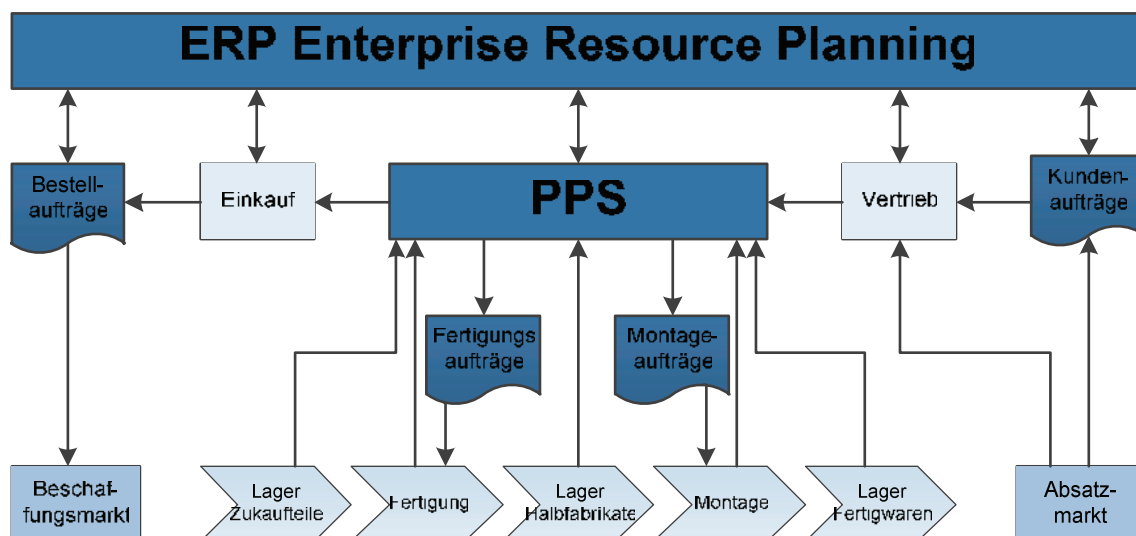 ERP Enterprise Resource Planning
Bestell-
aufträge
Einkauf
PPS
Vertrieb
Kunden-
aufträge
Fertigungs
aufträge
Montage-
aufträge
Beschaf-
fungsmarkt
Lager
Zukaufteile
Fertigung
Lager
Halbfabrikate
Montage
Lager
Fertigwaren
Absatz-
markt